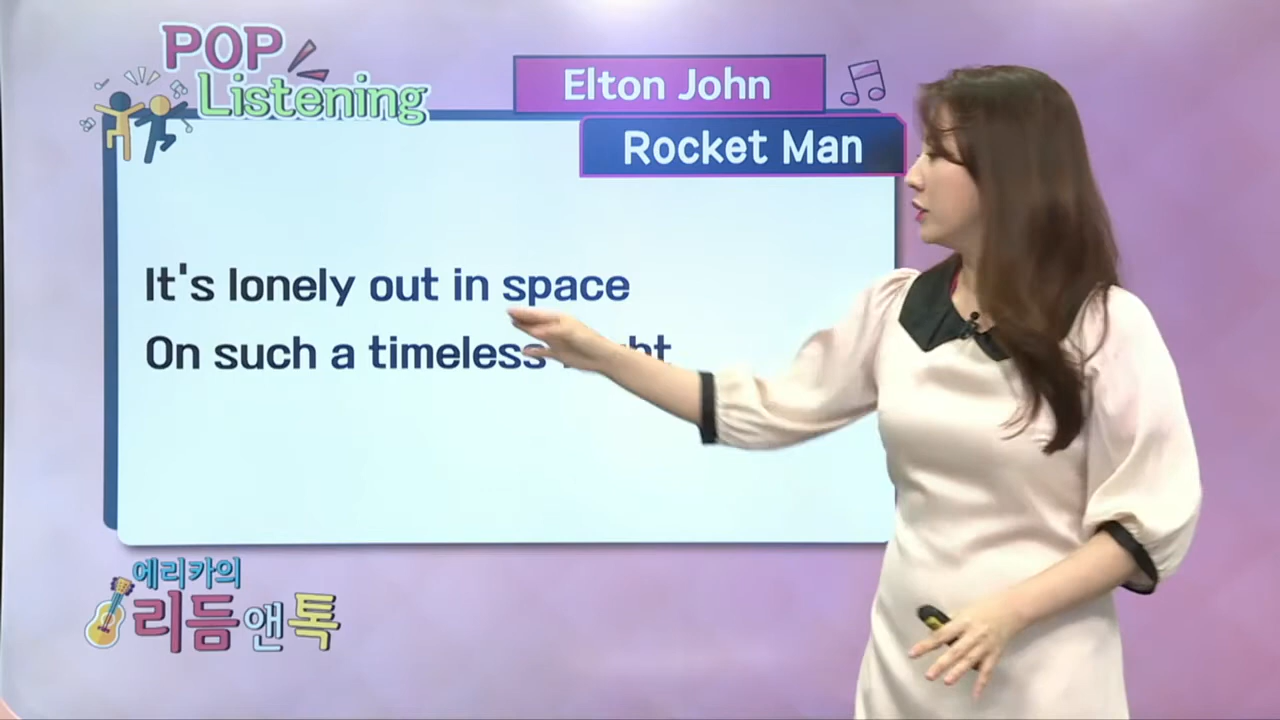 POP
Listening
Elton John
Rocket Man
It's lonely out in space
On such a timeless
에리카의
리듬앤톡